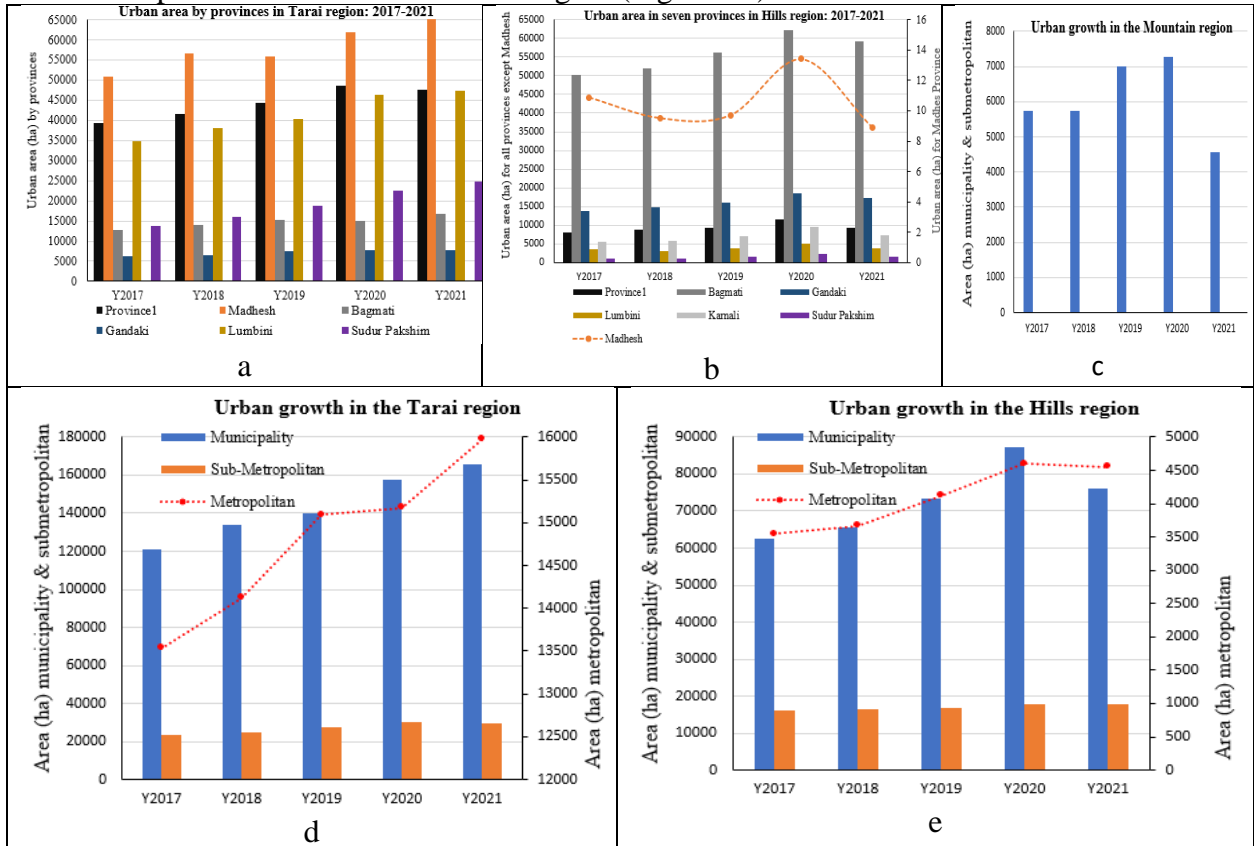 Urban area by provinces in Tarai region: 2017-2021
Urban area (ha) by provinces
65000
60000
55000
50000
45000
40000
35000
30000
25000
20000
15000
10000
5000
0
Y2017 Y2018 Y2019 Y2020 Y2021
Province1 Madhesh Bagmati
Gandaki Lumbini Sudur Pakshim
a
Urban area in seven provinces in Hills region: 2017-2021
Urban area (ha) for all provinces except Madhesh
65000
60000
55000
50000
45000
40000
35000
30000
25000
20000
15000
10000
5000
0
16
14
12
10
8
6
4
2
0
Urban area (ha) for Madhes Province
Y2017 Y2018 Y2019 Y2020 Y2021
Province1 Bagmati Gandaki
Lumbini Karnali Sudur Pakshim
Madhesh
b
Urban growth in the Mountain region
Area (ha) municipality & submetropolitan
8000
7000
6000
5000
4000
3000
2000
1000
0
Y2017 Y2018 Y2019 Y2020 Y2021
c
Urban growth in the Tarai region
Area (ha) municipality & submetropolitan
180000
160000
140000
120000
100000
80000
60000
40000
20000
0
Municipality
Sub-Metropolitan
Metropolitan
16000
15500
15000
14500
14000
13500
13000
12500
12000
Area (ha) metropolitan
Y2017 Y2018 Y2019 Y2020 Y2021
d
Urban growth in the Hills region
Area (ha) municipality & submetropolitan
90000
80000
70000
60000
50000
40000
30000
20000
10000
0
Municipality
Sub-Metropolitan
Metropolitan
5000
4500
4000
3500
3000
2500
2000
1500
1000
500
0
Area (ha) metropolitan
Y2017 Y2018 Y2019 Y2020 Y2021
e